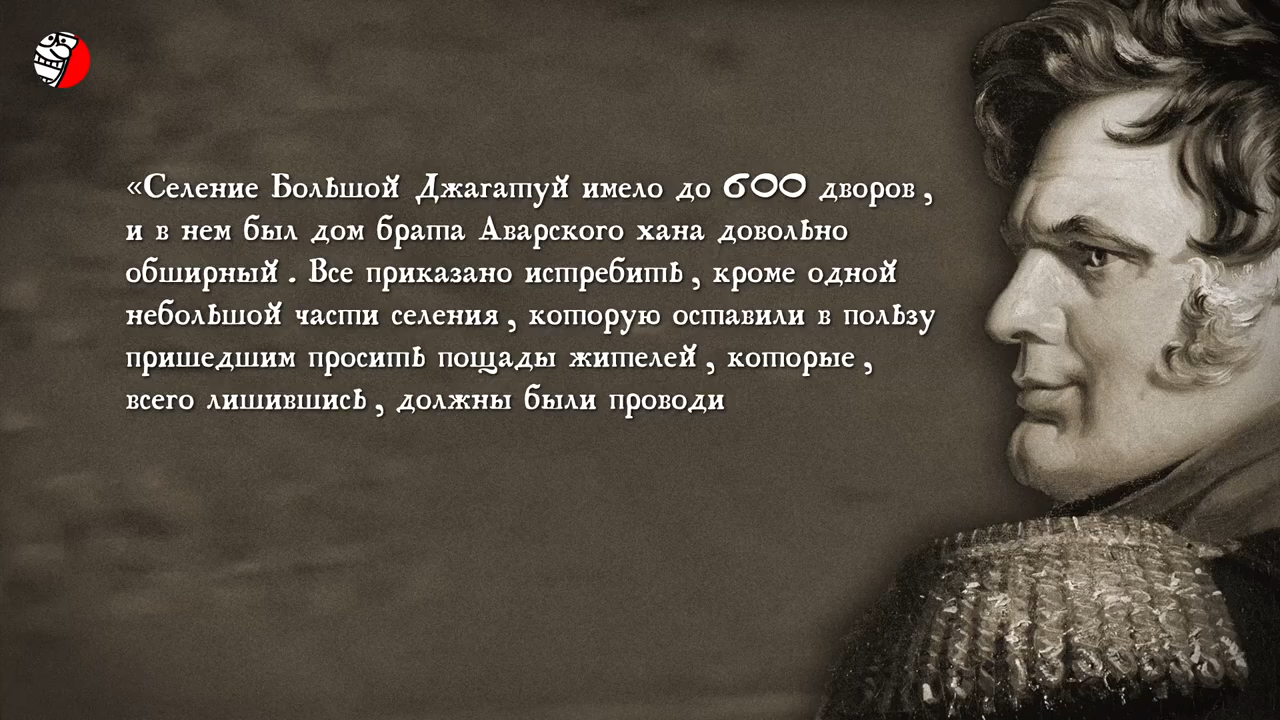 «Селение Большой Джагатуй имело до 600 дворов ,
и в нем был дом брата Аварского хана довольно
обширный . Все приказано истребить , кроме одной
небольшой части селения , которую оставили в пользу
пришедшим просить пощады жителей , которые ,
всего лишившись , должны были проводи